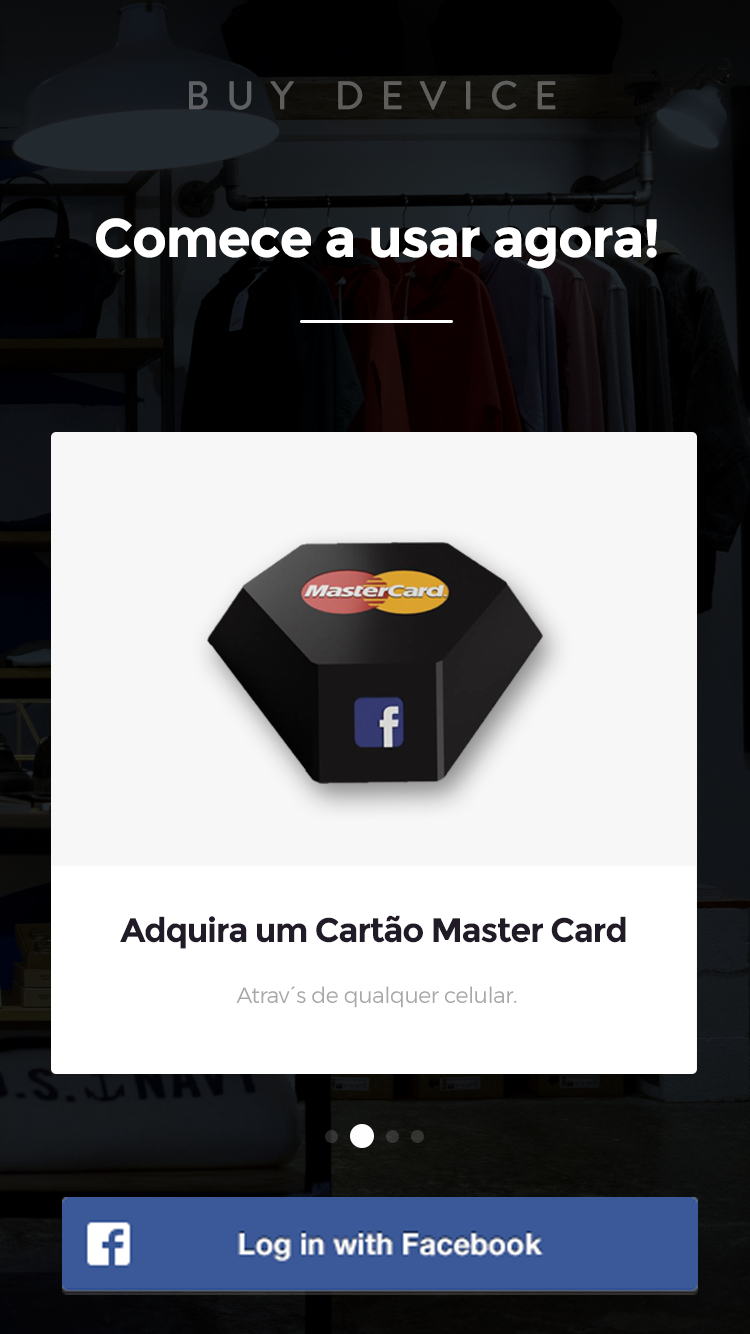 BUY DEVICE
Comece a usar agora!
MasterCard
f
Adquira um Cartão Master Card
Atrav´s de qualquer celular.
U.S. NAVY
f Log in with Facebook